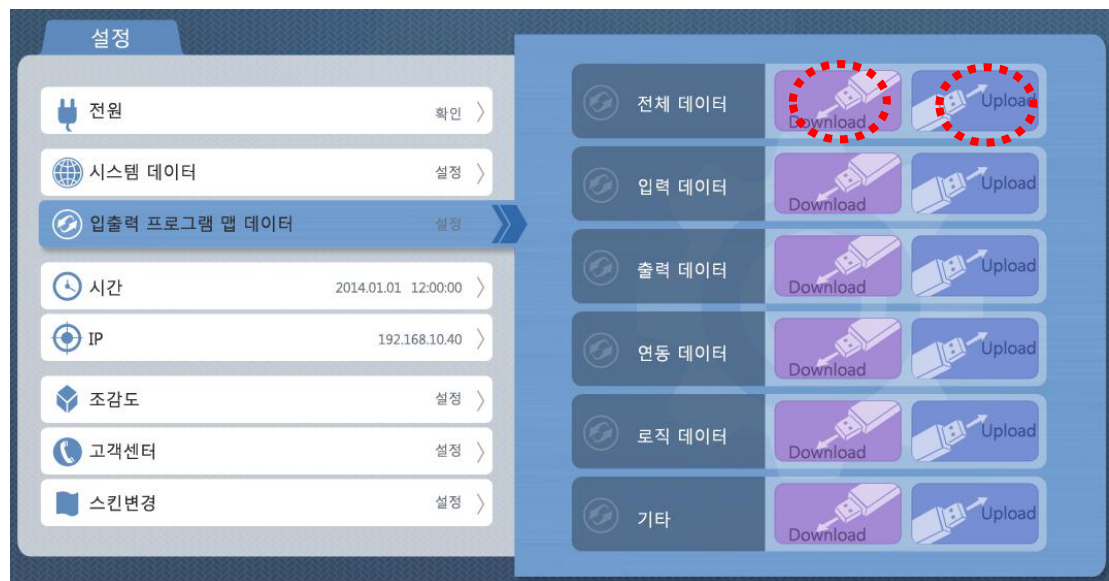 설정
전원 확인
시스템 데이터 설정
입출력 프로그램 맵 데이터 설정
시간 2014.01.01 12:00:00
IP 192.168.10.40
조감도 설정
고객센터 설정
스킨변경 설정
전체 데이터 Download Upload
입력 데이터 Download Upload
출력 데이터 Download Upload
연동 데이터 Download Upload
로직 데이터 Download Upload
기타 Download Upload